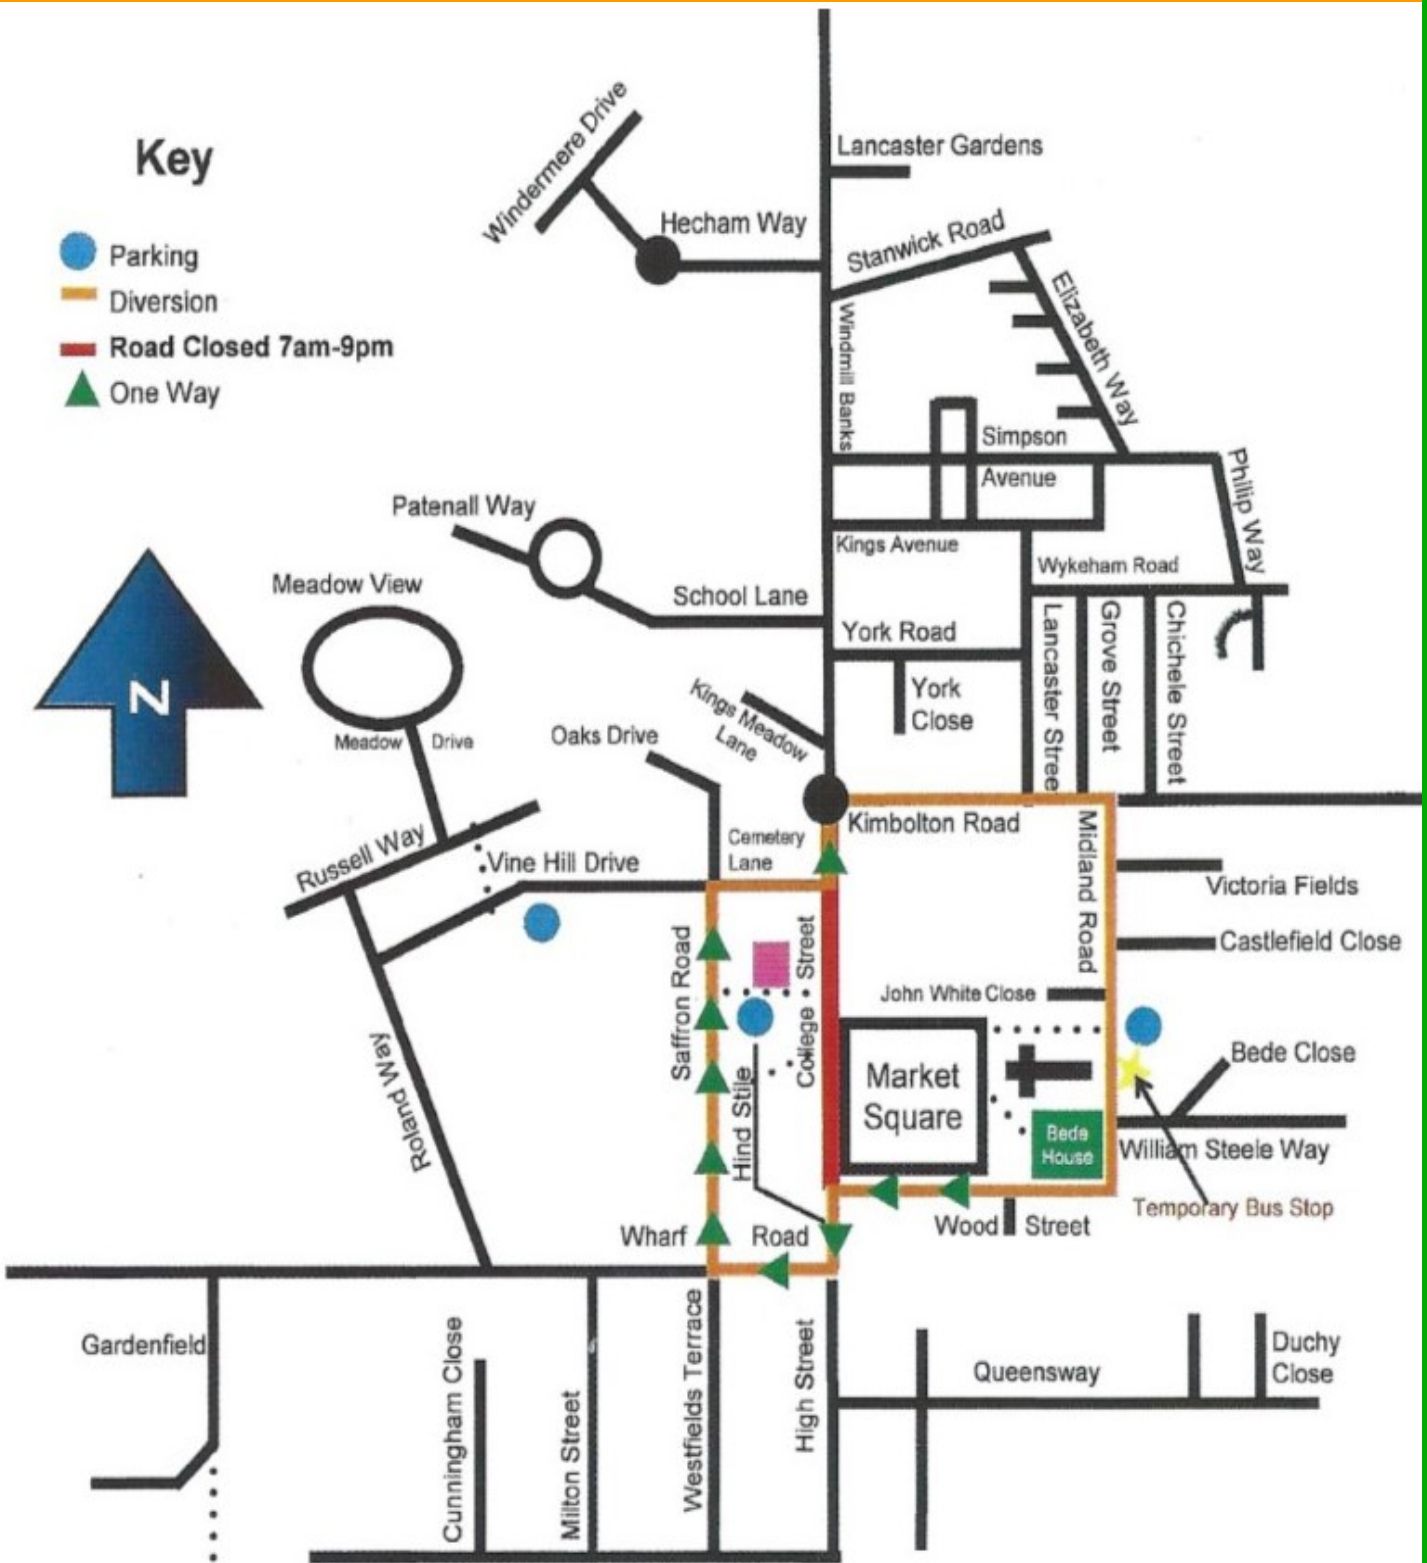 Key
Parking
Diversion
Road Closed 7am-9pm
One Way
Windermere Drive
Hecham Way
Lancaster Gardens
Stanwick Road
Elizabeth Way
Windmill Banks
Simpson
Avenue
Philip Way
Patenall Way
Kings Avenue
Wykeham Road
Meadow View
School Lane
York Road
York
Close
Lancaster Stree
Grove Street
Chichele Street
N
Kings Meadow
Lane
Meadow Drive
Oaks Drive
Kimbolton Road
Cemetery
Lane
Russell Way
Vine Hill Drive
Midland Road
Victoria Fields
Castlefield Close
Saffron Road
College Street
John White Close
Roland Way
Hind Stile
Market
Square
Bede Close
Bede
House
William Steele Way
Temporary Bus Stop
Wharf Road
Wood Street
Gardenfield
Cunningham Close
Milton Street
Westfields Terrace
High Street
Queensway
Duchy
Close